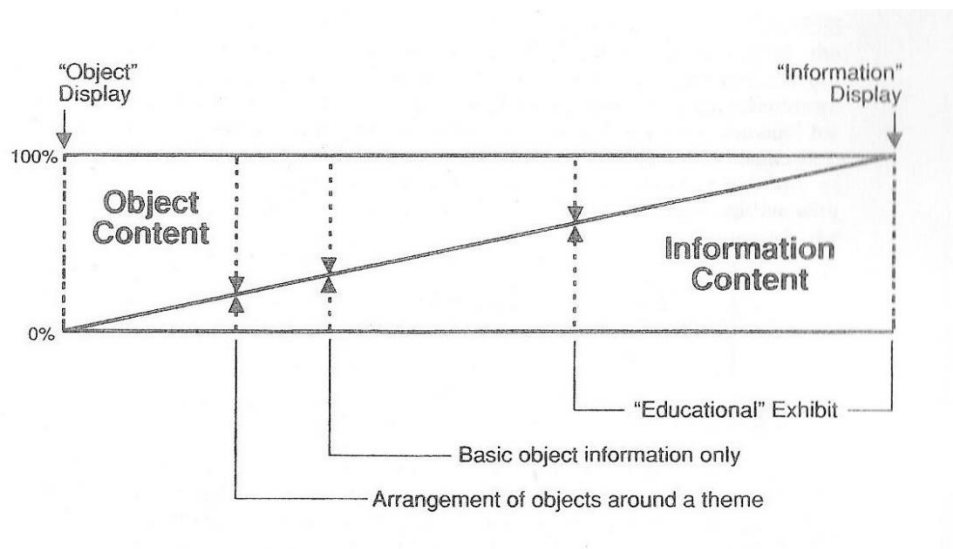 "Object"
Display
"Information"
Display
100%
Object
Content
Information
Content
0%
"Educational" Exhibit
Basic object information only
Arrangement of objects around a theme